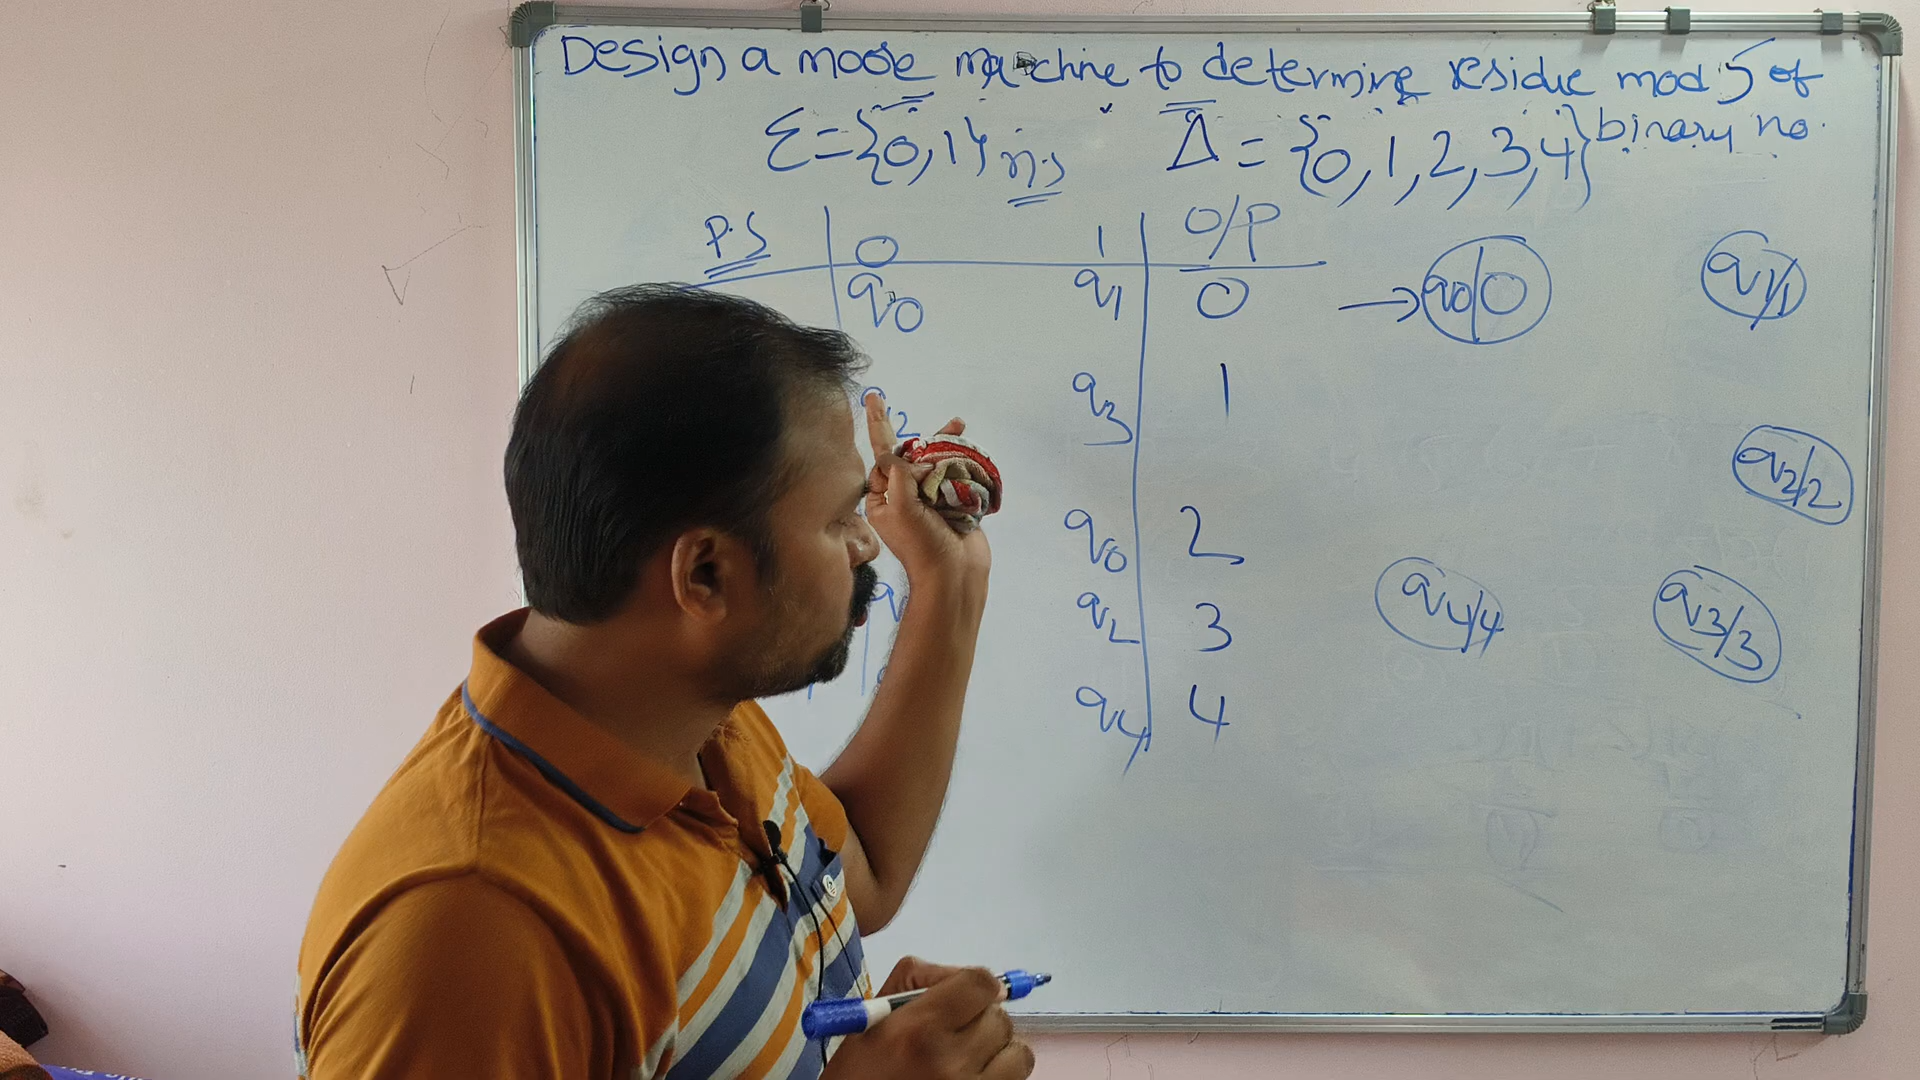 Design a moore machine to determine residue mod 5 of
Σ={0,1} n.s Δ = {0,1,2,3,4} binary no.
P.S 0 1 O/P
q0 q1 0 →q0/0 q1/1
q2 q3 1
q2/2
q0 2
q q2 3 q4/4 q3/3
q4 4